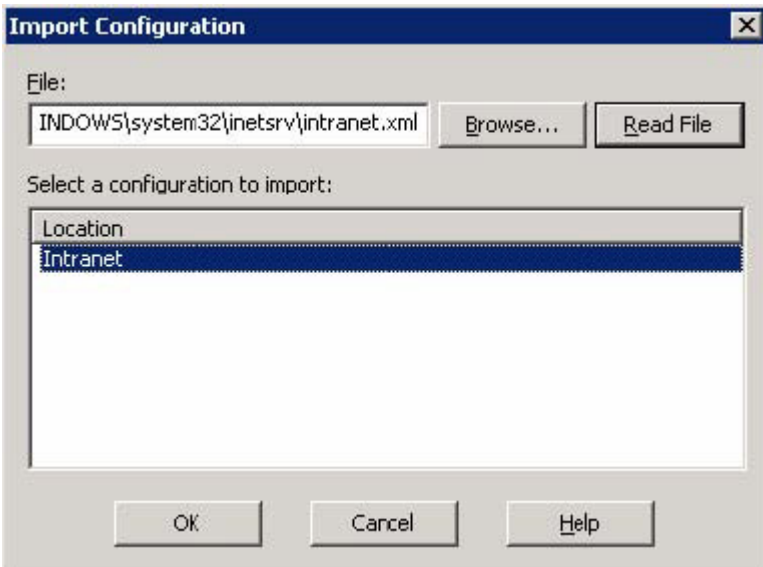 Import Configuration
File:
INDOWS\system32\inetsrv\intranet.xml Browse... Read File
Select a configuration to import:
Location
Intranet
OK Cancel Help